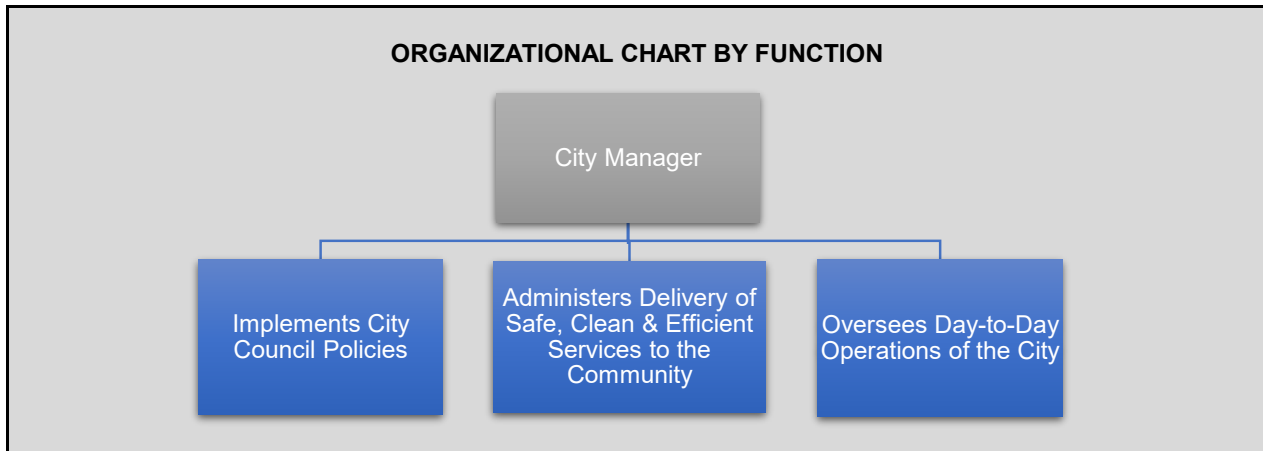 ORGANIZATIONAL CHART BY FUNCTION
City Manager
Implements City
Council Policies
Administers Delivery of
Safe, Clean & Efficient
Services to the
Community
Oversees Day-to-Day
Operations of the City